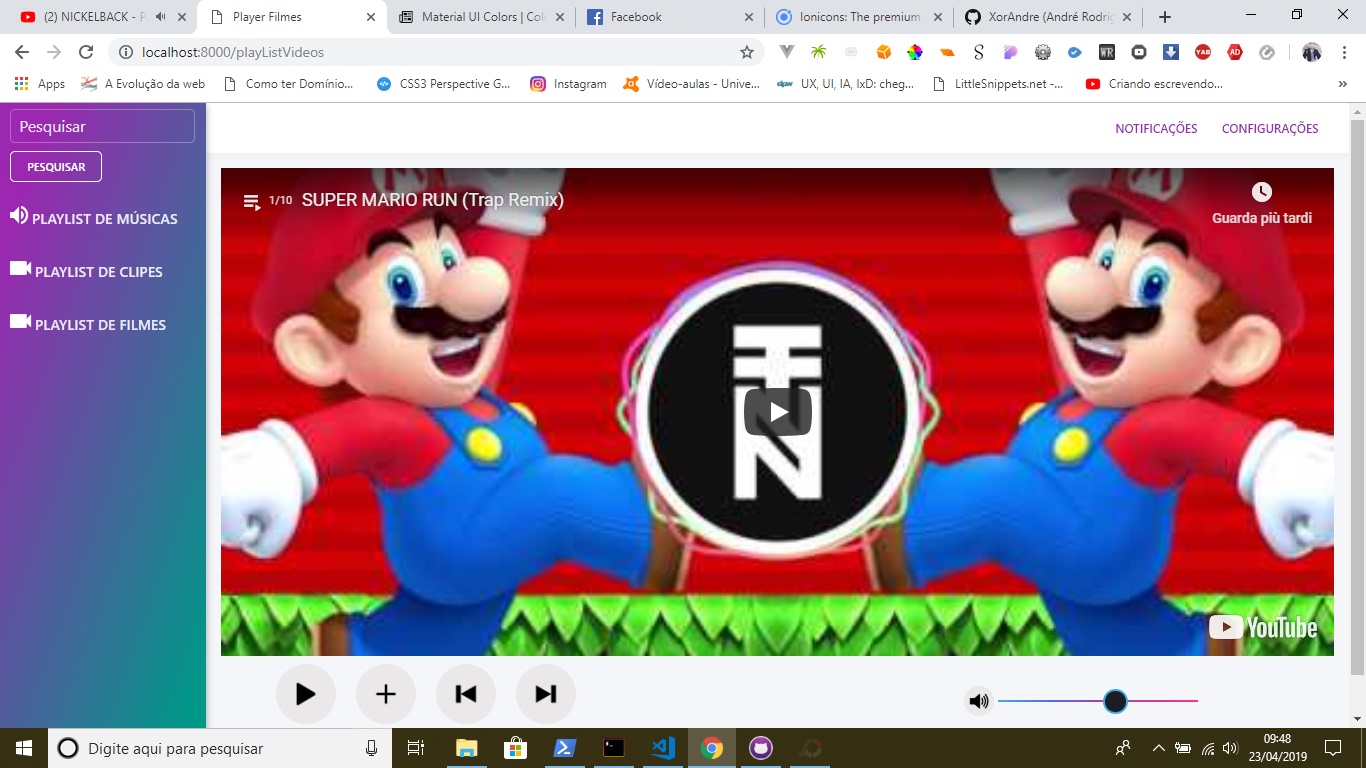 (2) NICKELBACK - P
Player Filmes
Material UI Colors | Col
Facebook
Ionicons: The premium
XorAndre (André Rodrig
localhost:8000/playListVideos
Apps
A Evolução da web
Como ter Domínio...
CSS3 Perspective G...
Instagram
Vídeo-aulas - Unive...
UX, UI, IA, IxD: cheg...
LittleSnippets.net -...
Criando escrevendo...
Pesquisar
PESQUISAR
PLAYLIST DE MÚSICAS
PLAYLIST DE CLIPES
PLAYLIST DE FILMES
NOTIFICAÇÕES
CONFIGURAÇÕES
1/10
SUPER MARIO RUN (Trap Remix)
Guarda più tardi
M
M
TN
YouTube
Digite aqui para pesquisar
09:48
23/04/2019